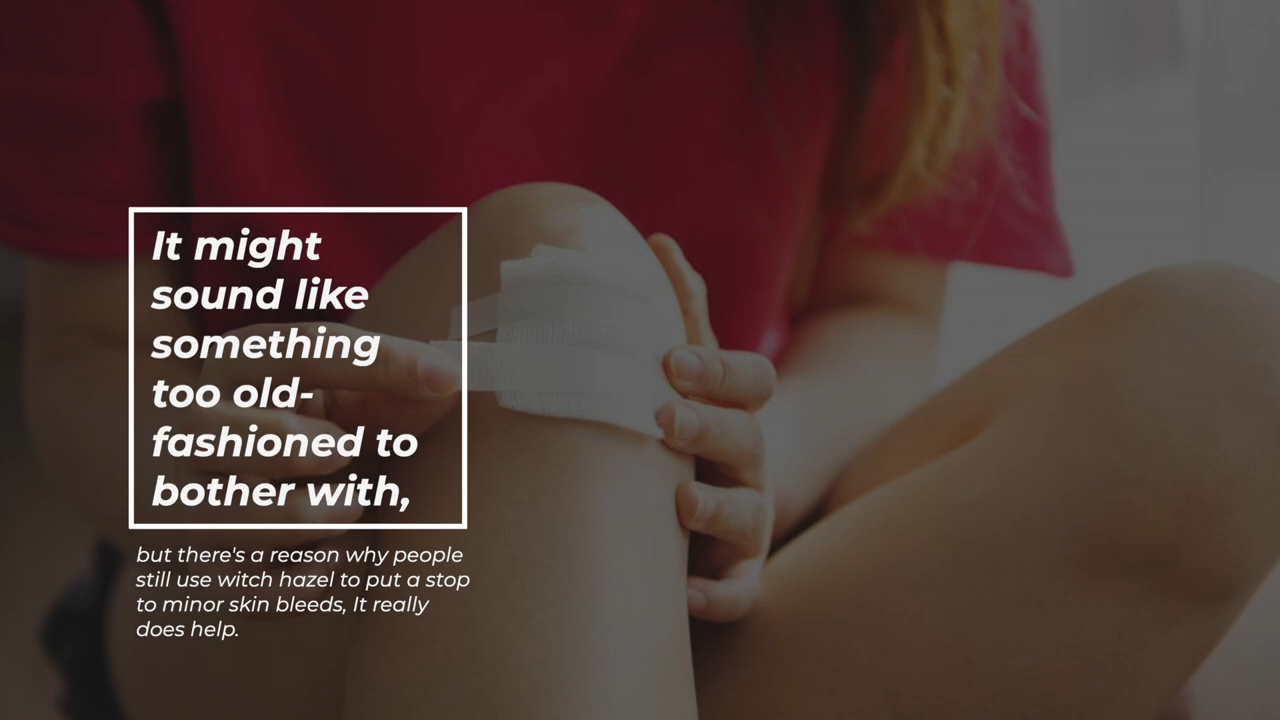 It might
sound like
something
too old-
fashioned to
bother with,
but there's a reason why people
still use witch hazel to put a stop
to minor skin bleeds, It really
does help.